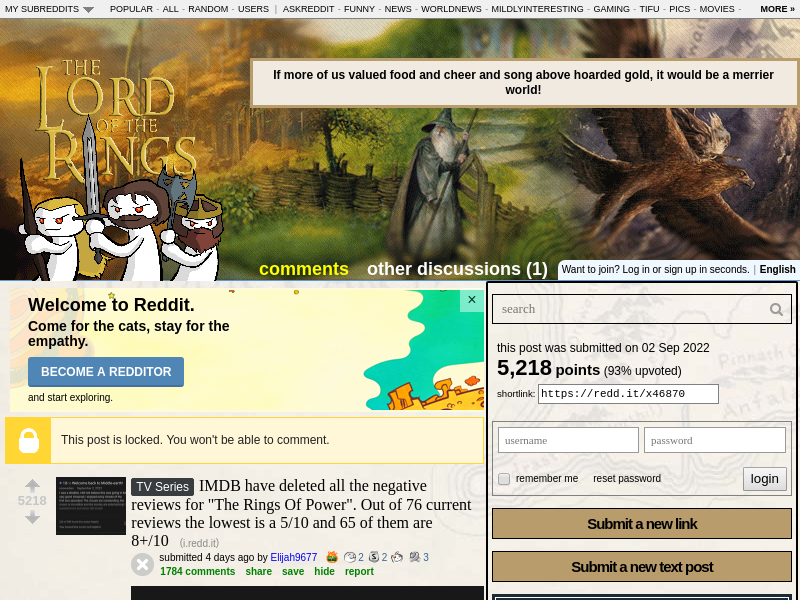 MY SUBREDDITS POPULAR - ALL - RANDOM - USERS | ASKREDDIT - FUNNY - NEWS - WORLDNEWS - MILDLYINTERESTING - GAMING - TIFU - PICS - MOVIES - MORE »
If more of us valued food and cheer and song above hoarded gold, it would be a merrier
world!
THE
LORD
OF THE
RINGS
comments other discussions (1) Want to join? Log in or sign up in seconds. | English
Welcome to Reddit.
Come for the cats, stay for the
empathy.
BECOME A REDDITOR
and start exploring.
×
This post is locked. You won't be able to comment.
5218
TV Series IMDB have deleted all the negative
reviews for "The Rings Of Power". Out of 76 current
reviews the lowest is a 5/10 and 65 of them are
8+/10 (i.redd.it)
submitted 4 days ago by Elijah9677 2 2 3
1784 comments share save hide report
search
this post was submitted on 02 Sep 2022
5,218 points (93% upvoted)
shortlink: https://redd.it/x46870
username password
remember me reset password login
Submit a new link
Submit a new text post